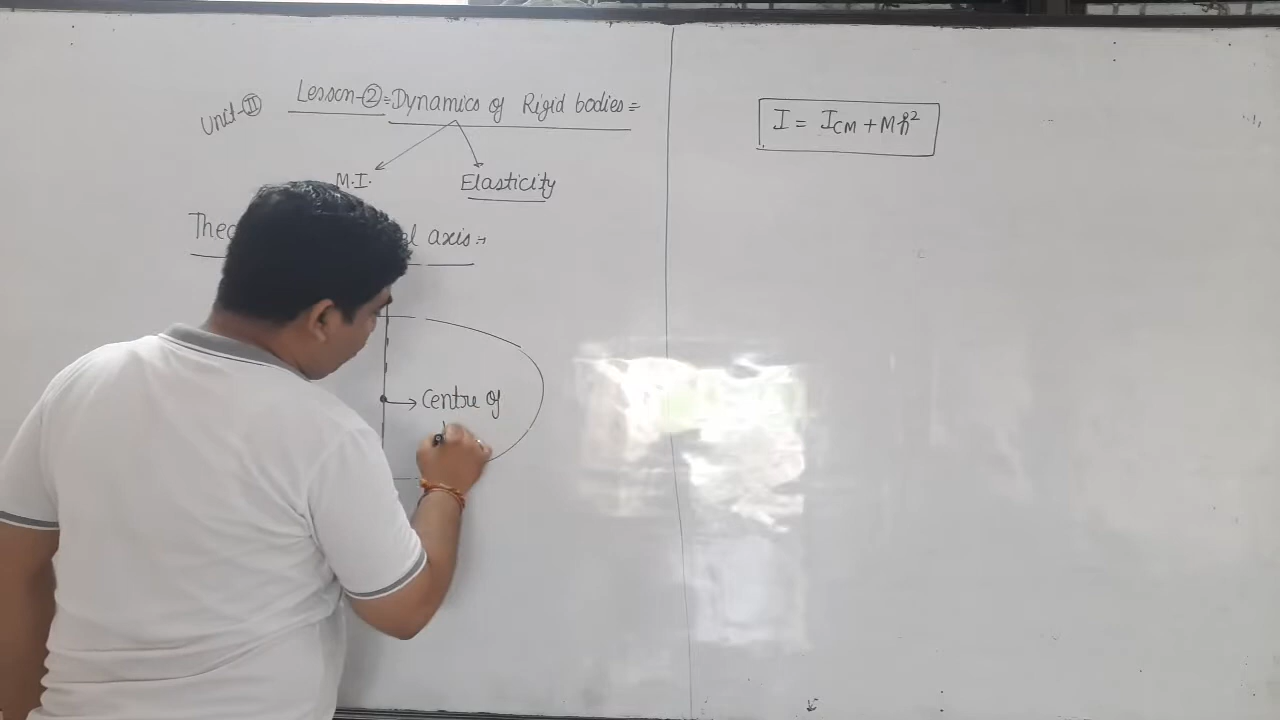 Unit-II
Lesson-2:- Dynamics of Rigid bodies:-
M.I.
Elasticity
axis:-
Centre of
I = ICM + Mh²